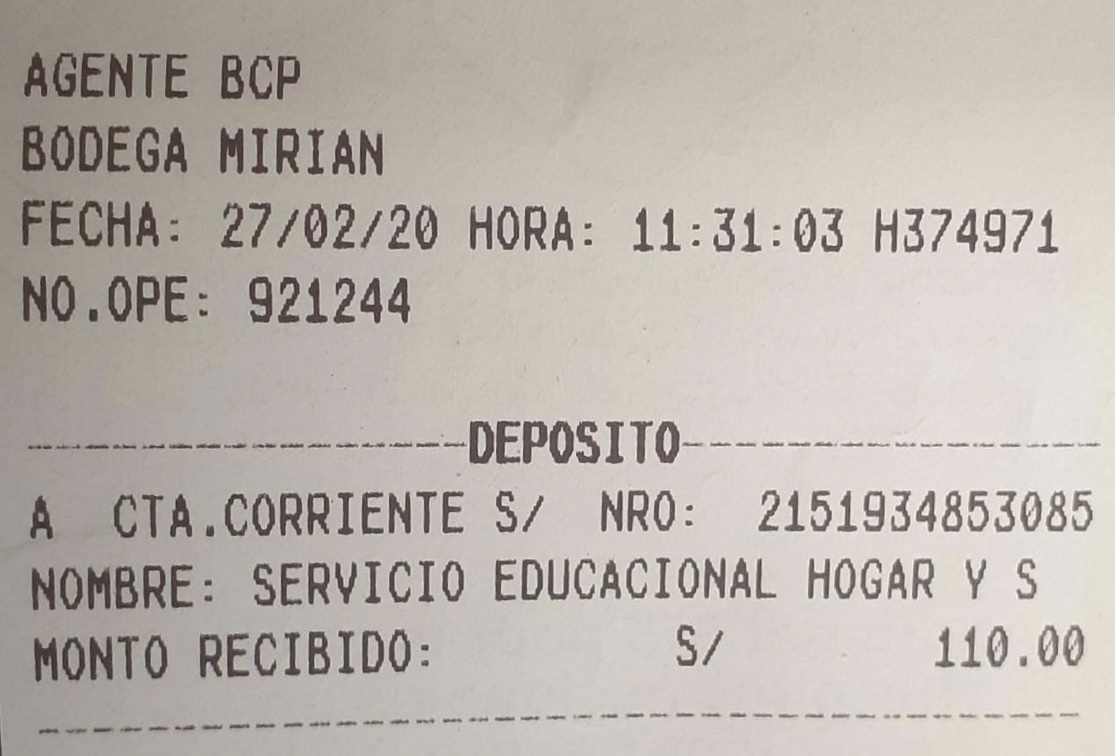 AGENTE BCP
BODEGA MIRIAN
FECHA: 27/02/20 HORA: 11:31:03 H374971
NO.OPE: 921244
DEPOSITO
A CTA.CORRIENTE S/ NRO: 2151934853085
NOMBRE: SERVICIO EDUCACIONAL HOGAR Y S
MONTO RECIBIDO: S/ 110.00